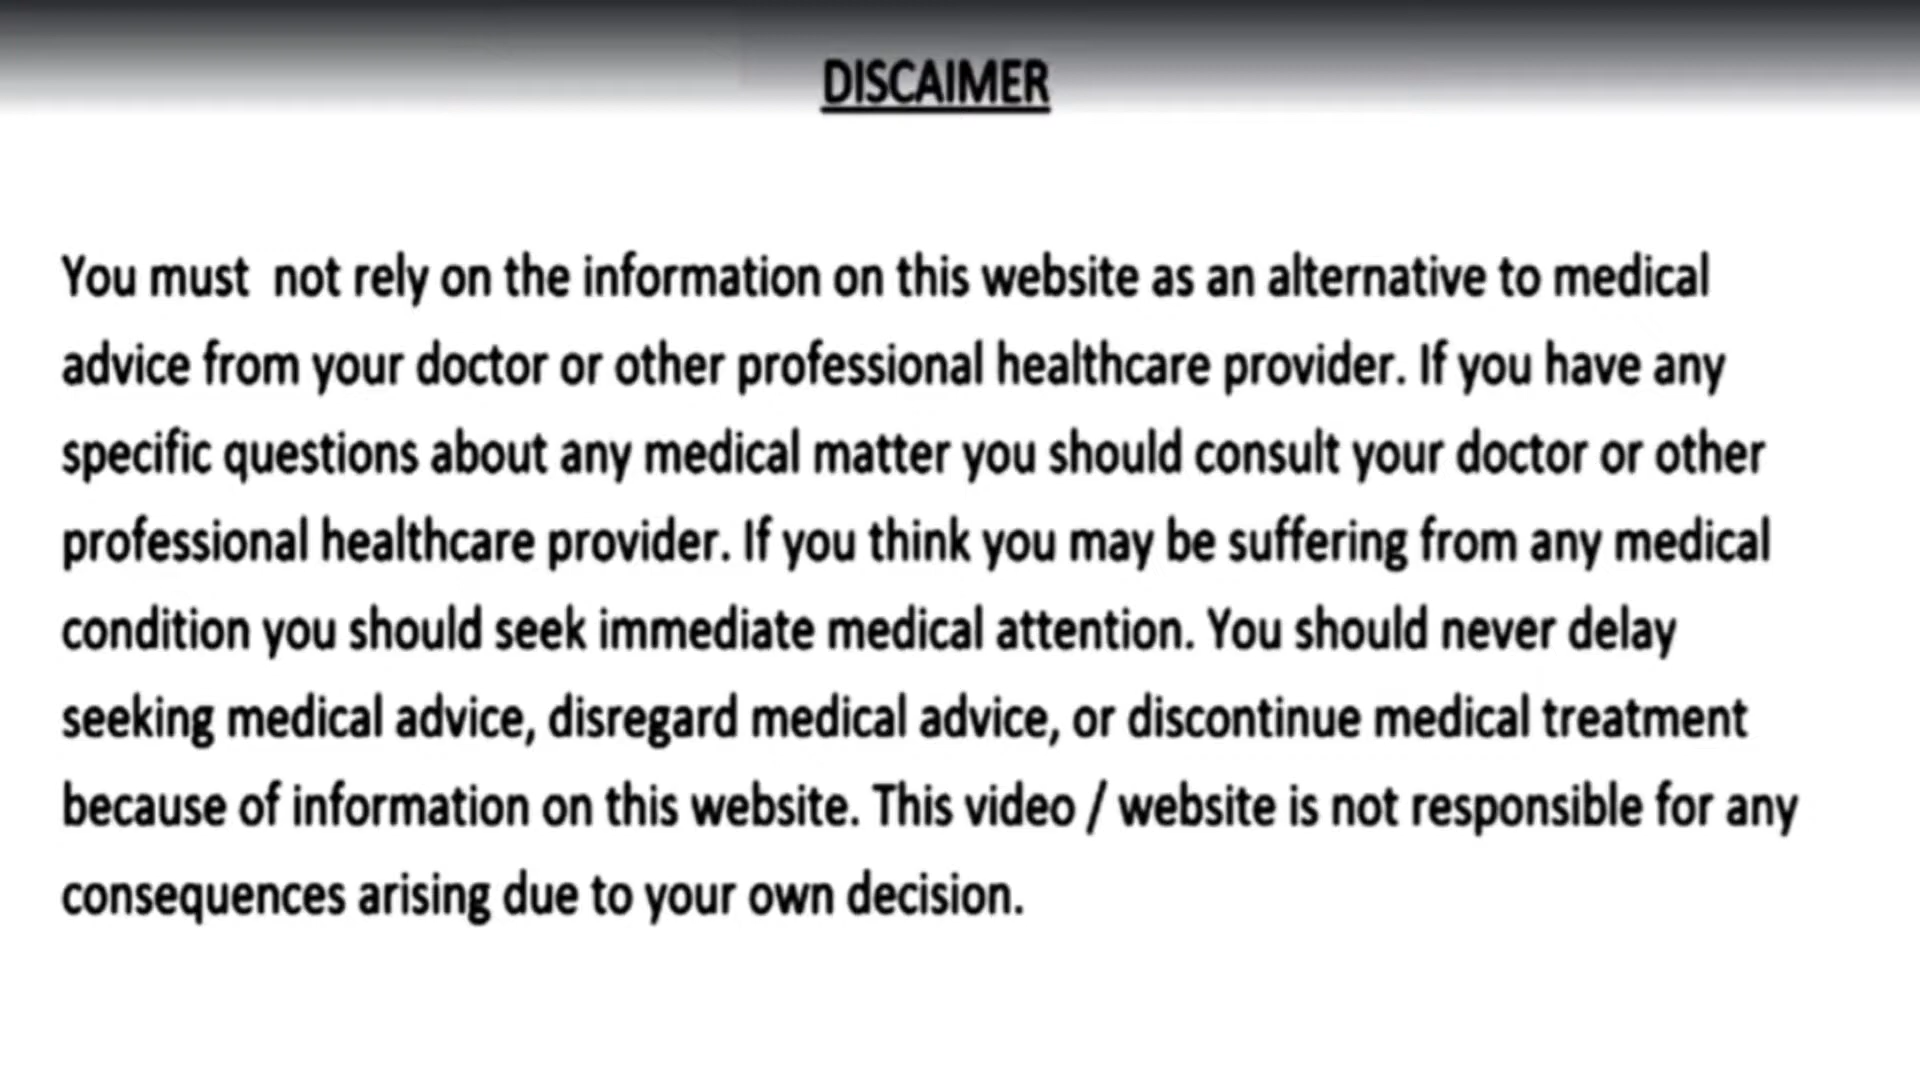 DISCAIMER
You must  not rely on the information on this website as an alternative to medical
advice from your doctor or other professional healthcare provider. If you have any
specific questions about any medical matter you should consult your doctor or other
professional healthcare provider. If you think you may be suffering from any medical
condition you should seek immediate medical attention. You should never delay
seeking medical advice, disregard medical advice, or discontinue medical treatment
because of information on this website. This video / website is not responsible for any
consequences arising due to your own decision.